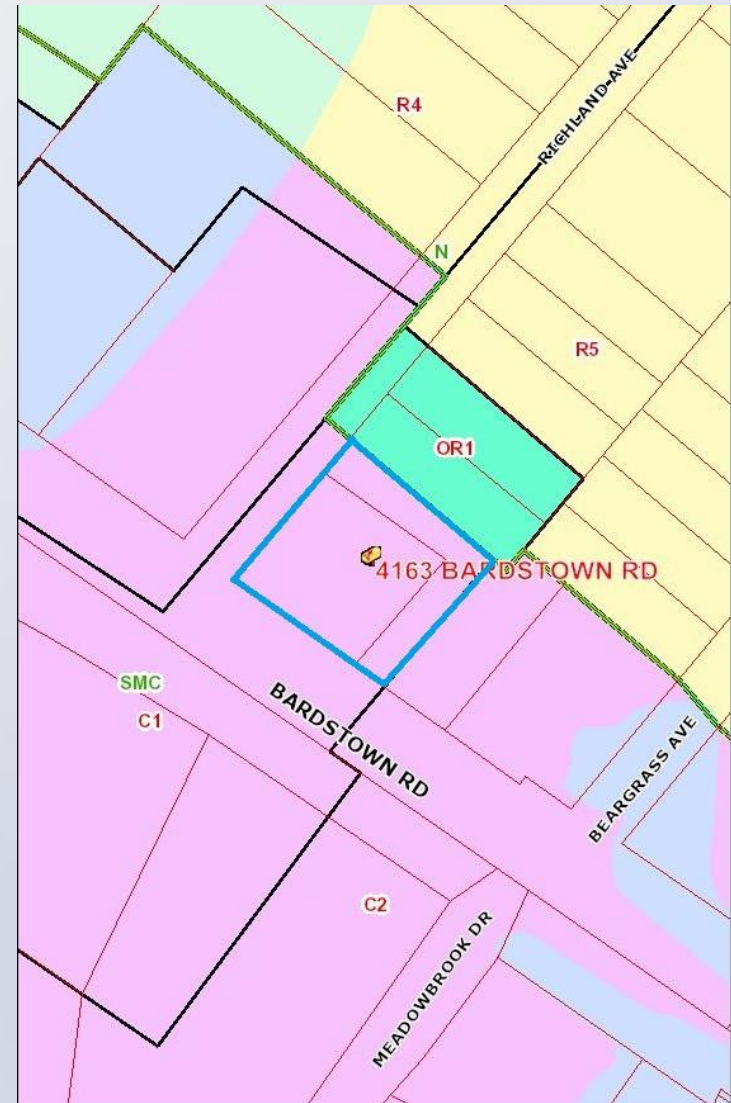 R4
RICHLAND AVE
N
R5
OR1
4163 BARDSTOWN RD
SMC
C1
BARDSTOWN RD
BEARGRASS AVE
C2
MEADOWBROOK DR